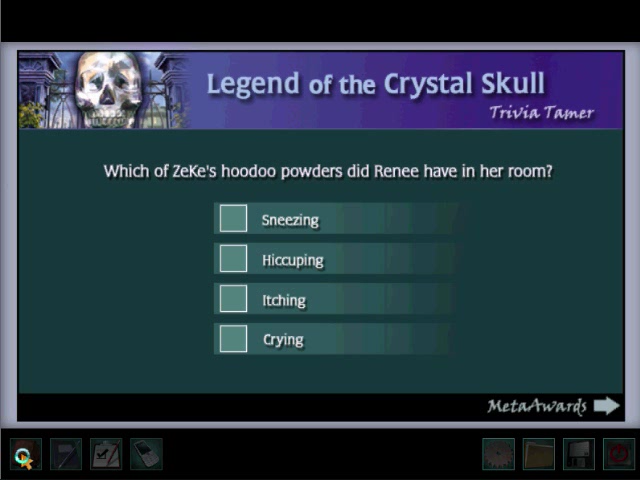 Legend of the Crystal Skull
Trivia Tamer
Which of ZeKe's hoodoo powders did Renee have in her room?
Sneezing
Hiccuping
Itching
Crying
MetaAwards